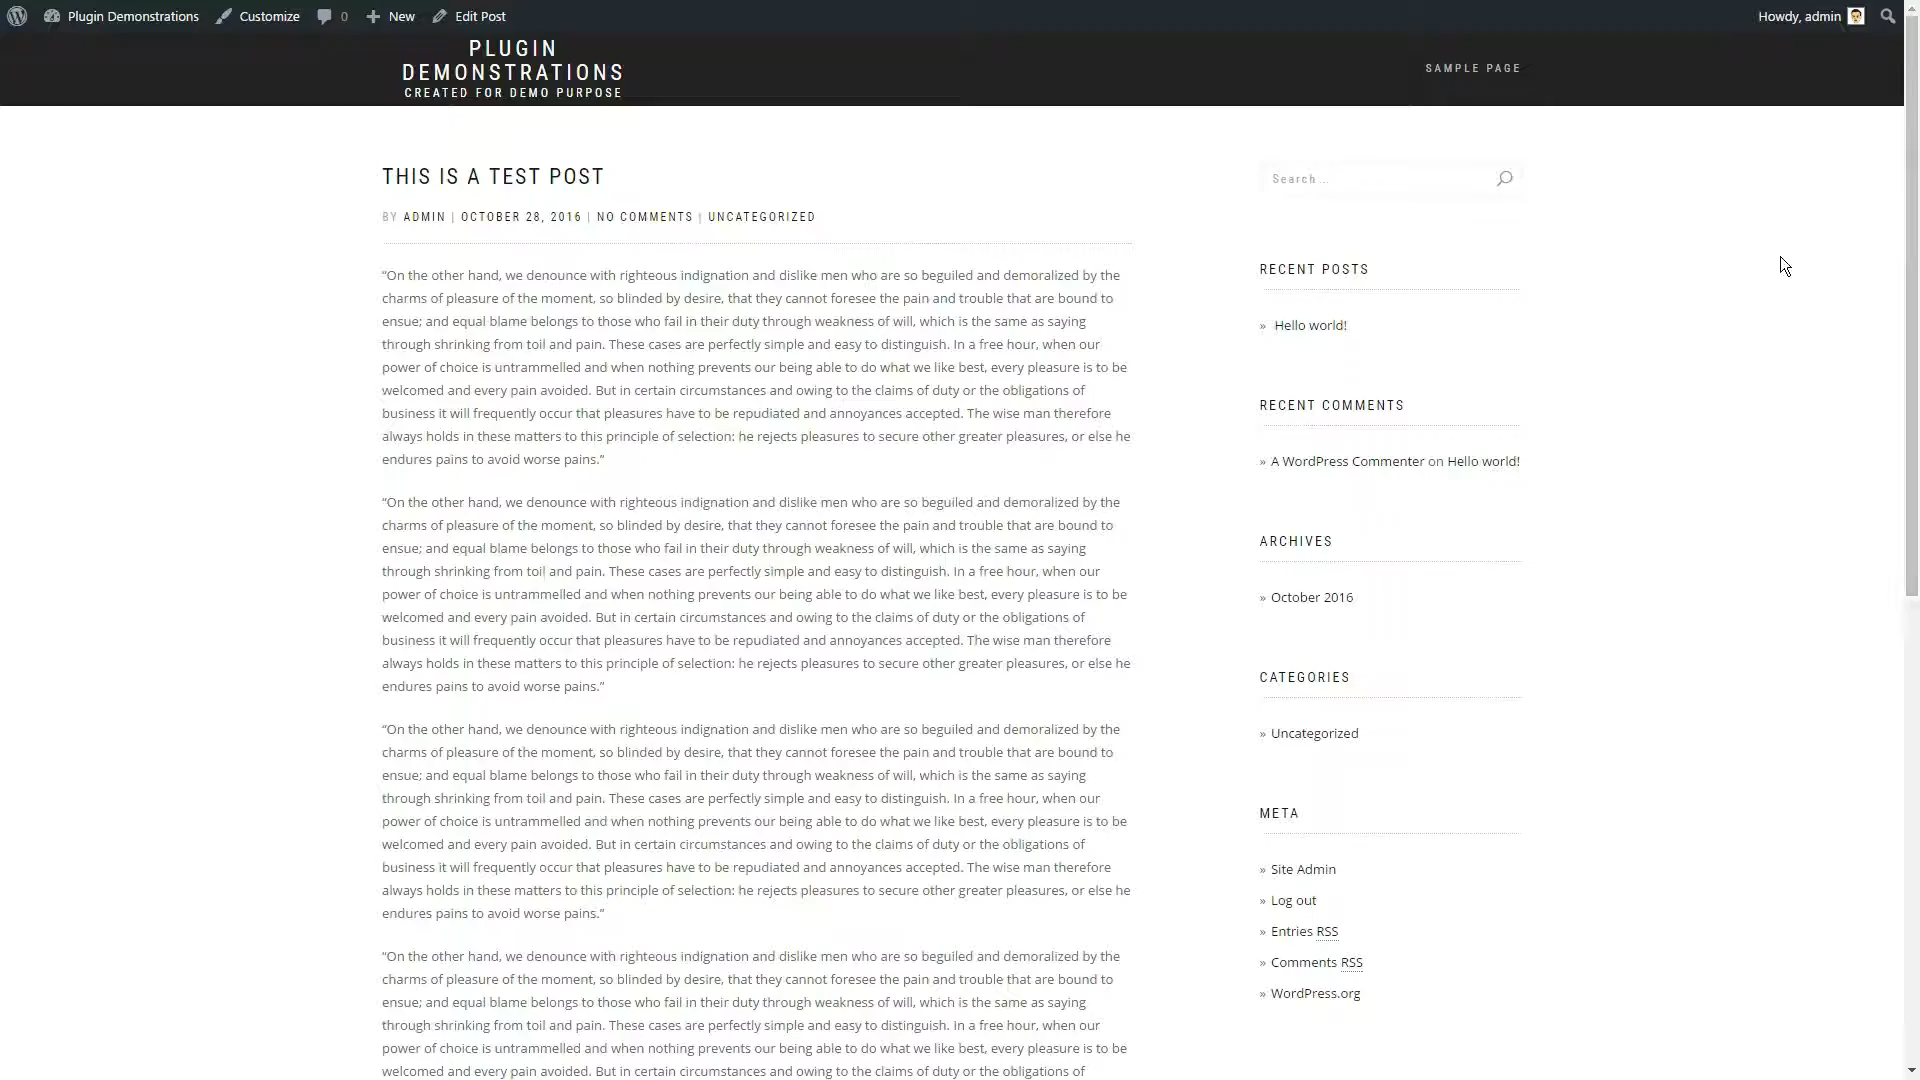 Plugin Demonstrations Customize 0 New Edit Post Howdy, admin
PLUGIN
DEMONSTRATIONS
CREATED FOR DEMO PURPOSE
SAMPLE PAGE
THIS IS A TEST POST
BY ADMIN | OCTOBER 28, 2016 | NO COMMENTS | UNCATEGORIZED
“On the other hand, we denounce with righteous indignation and dislike men who are so beguiled and demoralized by the
charms of pleasure of the moment, so blinded by desire, that they cannot foresee the pain and trouble that are bound to
ensue; and equal blame belongs to those who fail in their duty through weakness of will, which is the same as saying
through shrinking from toil and pain. These cases are perfectly simple and easy to distinguish. In a free hour, when our
power of choice is untrammelled and when nothing prevents our being able to do what we like best, every pleasure is to be
welcomed and every pain avoided. But in certain circumstances and owing to the claims of duty or the obligations of
business it will frequently occur that pleasures have to be repudiated and annoyances accepted. The wise man therefore
always holds in these matters to this principle of selection: he rejects pleasures to secure other greater pleasures, or else he
endures pains to avoid worse pains.”
“On the other hand, we denounce with righteous indignation and dislike men who are so beguiled and demoralized by the
charms of pleasure of the moment, so blinded by desire, that they cannot foresee the pain and trouble that are bound to
ensue; and equal blame belongs to those who fail in their duty through weakness of will, which is the same as saying
through shrinking from toil and pain. These cases are perfectly simple and easy to distinguish. In a free hour, when our
power of choice is untrammelled and when nothing prevents our being able to do what we like best, every pleasure is to be
welcomed and every pain avoided. But in certain circumstances and owing to the claims of duty or the obligations of
business it will frequently occur that pleasures have to be repudiated and annoyances accepted. The wise man therefore
always holds in these matters to this principle of selection: he rejects pleasures to secure other greater pleasures, or else he
endures pains to avoid worse pains.”
“On the other hand, we denounce with righteous indignation and dislike men who are so beguiled and demoralized by the
charms of pleasure of the moment, so blinded by desire, that they cannot foresee the pain and trouble that are bound to
ensue; and equal blame belongs to those who fail in their duty through weakness of will, which is the same as saying
through shrinking from toil and pain. These cases are perfectly simple and easy to distinguish. In a free hour, when our
power of choice is untrammelled and when nothing prevents our being able to do what we like best, every pleasure is to be
welcomed and every pain avoided. But in certain circumstances and owing to the claims of duty or the obligations of
business it will frequently occur that pleasures have to be repudiated and annoyances accepted. The wise man therefore
always holds in these matters to this principle of selection: he rejects pleasures to secure other greater pleasures, or else he
endures pains to avoid worse pains.”
“On the other hand, we denounce with righteous indignation and dislike men who are so beguiled and demoralized by the
charms of pleasure of the moment, so blinded by desire, that they cannot foresee the pain and trouble that are bound to
ensue; and equal blame belongs to those who fail in their duty through weakness of will, which is the same as saying
through shrinking from toil and pain. These cases are perfectly simple and easy to distinguish. In a free hour, when our
power of choice is untrammelled and when nothing prevents our being able to do what we like best, every pleasure is to be
welcomed and every pain avoided. But in certain circumstances and owing to the claims of duty or the obligations of
Search ...
RECENT POSTS
» Hello world!
RECENT COMMENTS
» A WordPress Commenter on Hello world!
ARCHIVES
» October 2016
CATEGORIES
» Uncategorized
META
» Site Admin
» Log out
» Entries RSS
» Comments RSS
» WordPress.org